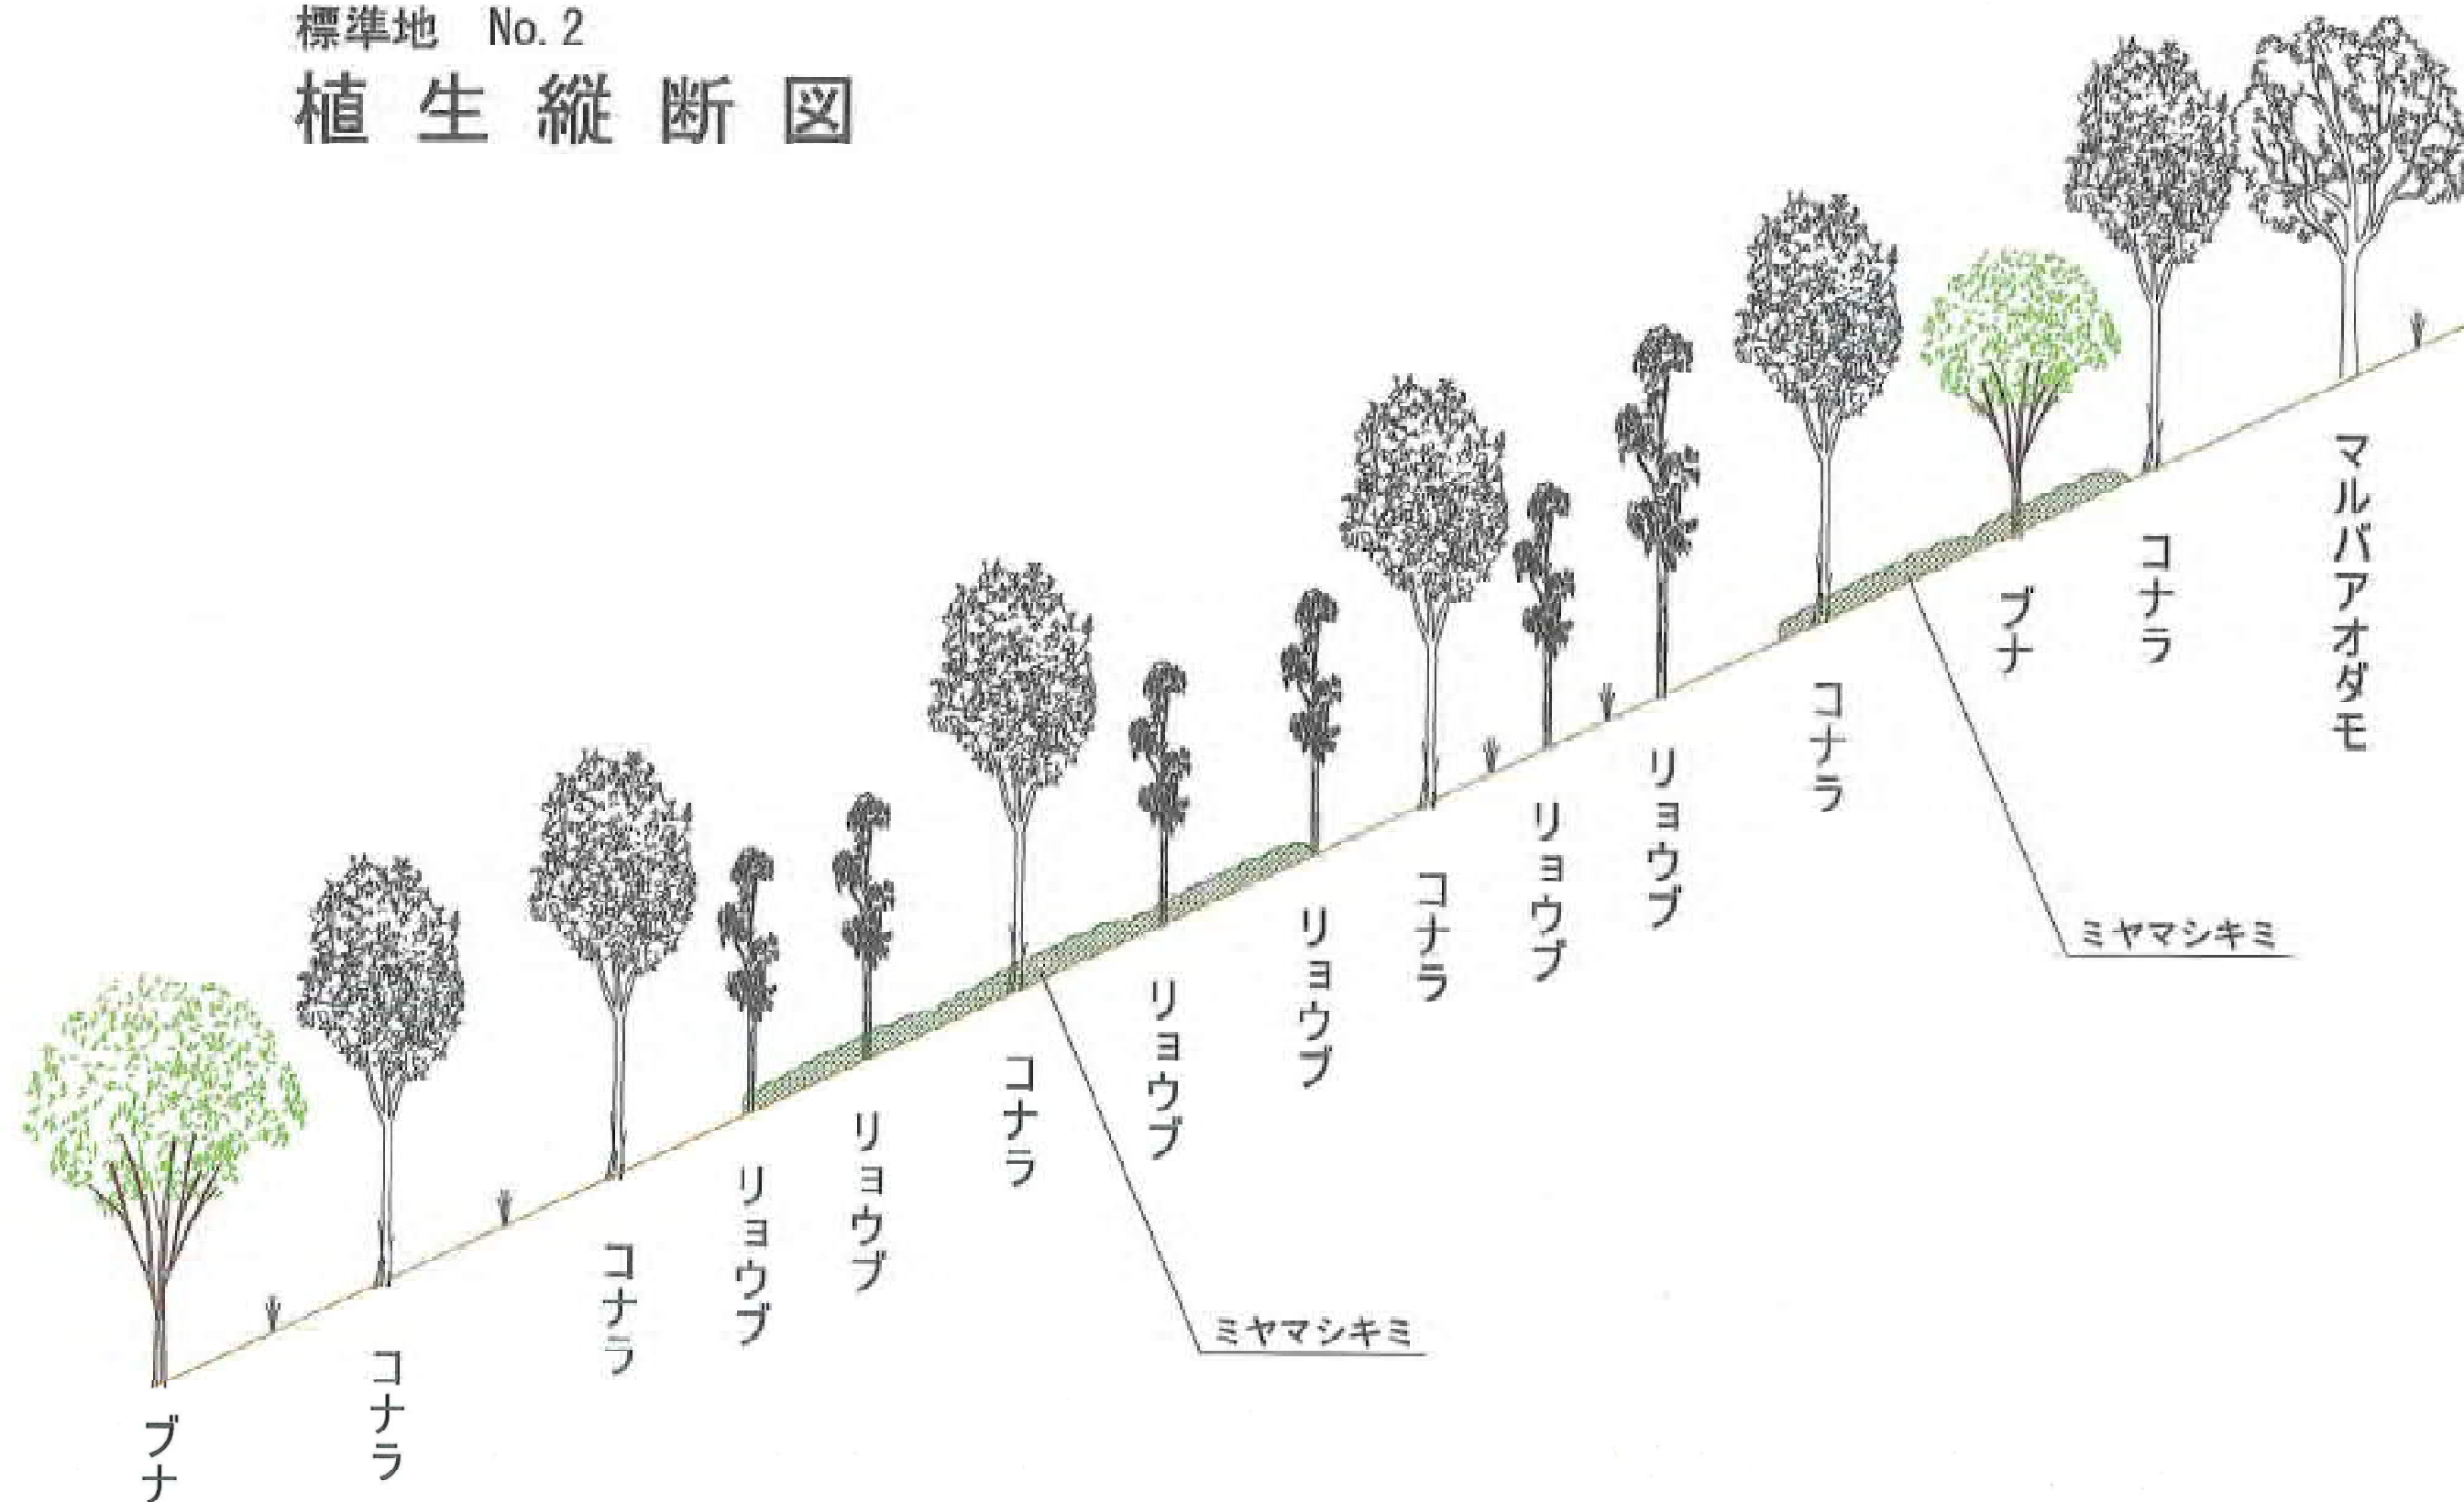 標準地 No.2
植生縦断図
ブナ
コナラ
コナラ
リョウブ
リョウブ
コナラ
リョウブ
リョウブ
コナラ
リョウブ
リョウブ
コナラ
ブナ
コナラ
マルバアオダモ
ミヤマシキミ
ミヤマシキミ